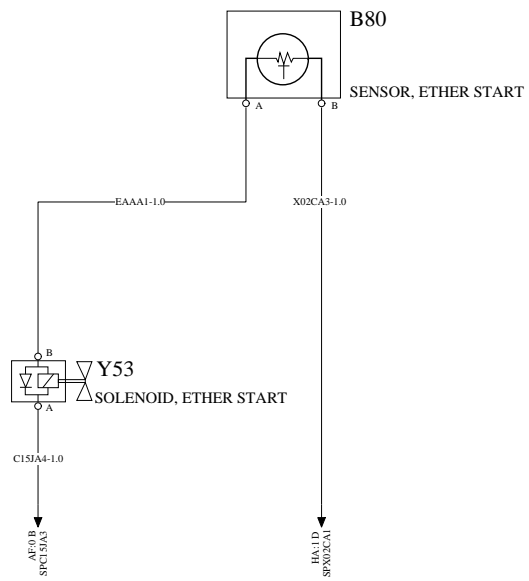 B80
SENSOR, ETHER START
A
B
EAAA1-1.0
X02CA3-1.0
B
Y53
SOLENOID, ETHER START
A
C15JA4-1.0
AF:0 B
SPC15JA3
HA:1 D
SPX02CA1